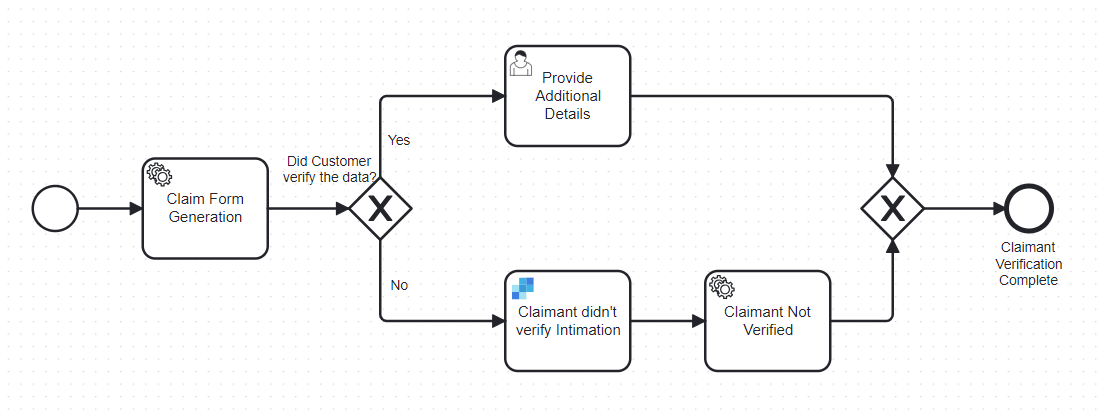 Claim Form
Generation
Did Customer
verify the data?
Yes
Provide
Additional
Details
No
Claimant didn't
verify Intimation
Claimant Not
Verified
Claimant
Verification
Complete